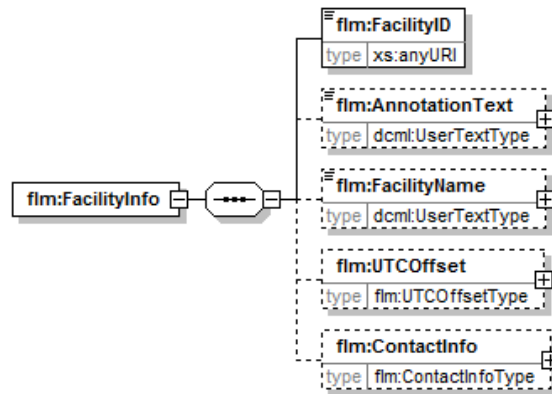 flm:FacilityID
type xs:anyURI
flm:AnnotationText
type dcml:UserTextType
flm:FacilityInfo
flm:FacilityName
type dcml:UserTextType
flm:UTCOffset
type flm:UTCOffsetType
flm:ContactInfo
type flm:ContactInfoType